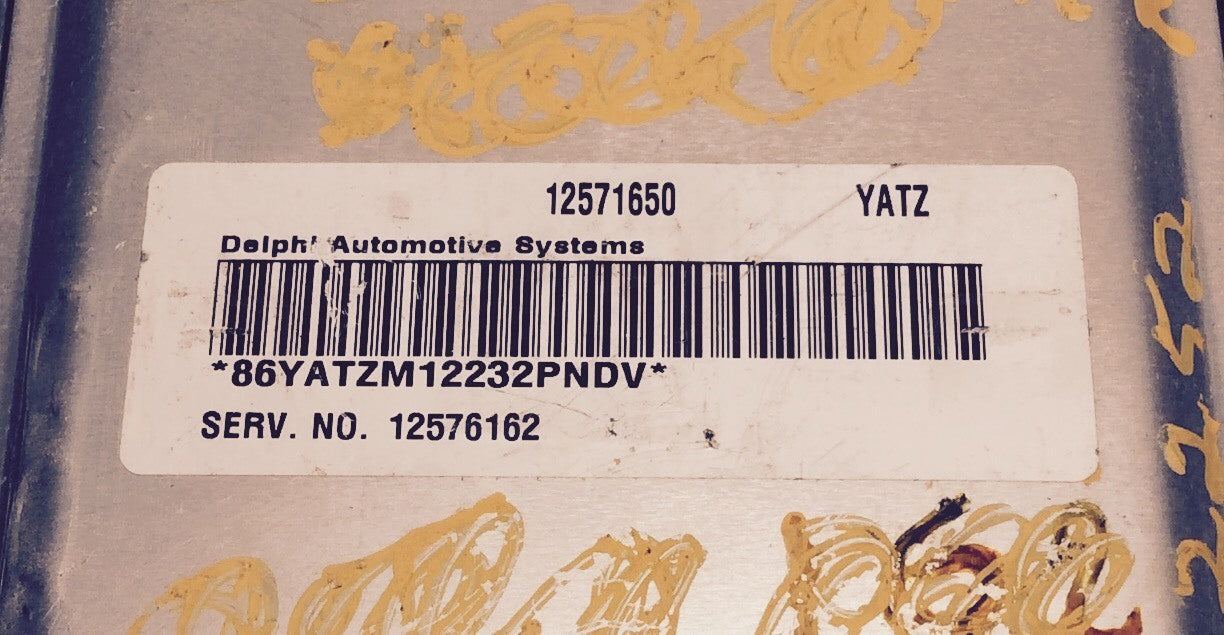 12571650 YATZ
Delphi Automotive Systems
*86YATZM12232PNDV*
SERV. NO. 12576162